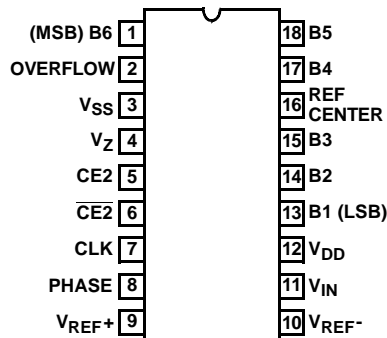 (MSB) B6 1
OVERFLOW 2
VSS 3
VZ 4
CE2 5
CE2 6
CLK 7
PHASE 8
VREF+ 9
18 B5
17 B4
16 REF
CENTER
15 B3
14 B2
13 B1 (LSB)
12 VDD
11 VIN
10 VREF-